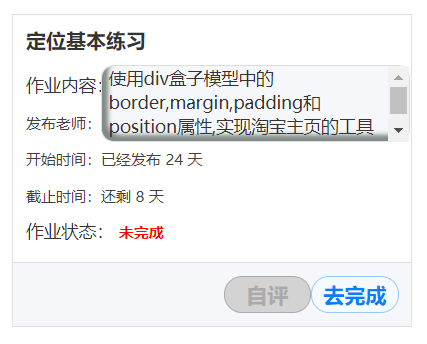 定位基本练习
作业内容：
使用div盒子模型中的
border,margin,padding和
position属性,实现淘宝主页的工具
发布老师：
开始时间：已经发布 24 天
截止时间：还剩 8 天
作业状态： 未完成
自评 去完成